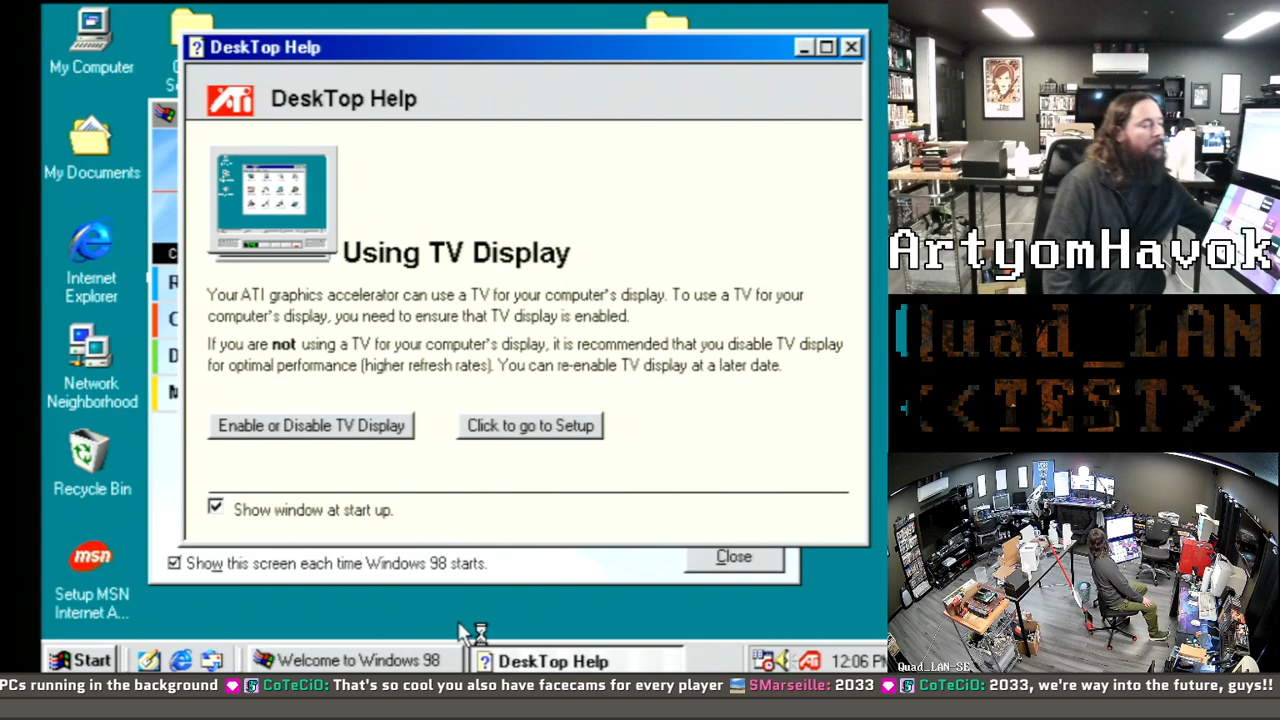 My Computer
My Documents
Internet
Explorer
Network
Neighborhood
Recycle Bin
msn
Setup MSN
Internet A...
DeskTop Help
ATI
DeskTop Help
Using TV Display
Your ATI graphics accelerator can use a TV for your computer's display. To use a TV for your
computer's display, you need to ensure that TV display is enabled.
If you are not using a TV for your computer's display, it is recommended that you disable TV display
for optimal performance (higher refresh rates). You can re-enable TV display at a later date.
Enable or Disable TV Display
Click to go to Setup
Show window at start up.
Show this screen each time Windows 98 starts.
Close
Start
Welcome to Windows 98
DeskTop Help
12:06 PM
ArtyomHavok
Quad_LAN
<<TEST>>
Quad_LAN-SE
PCs running in the background CoTeCiO: That's so cool you also have facecams for every player SMarseille: 2033 CoTeCiO: 2033, we're way into the future, guys!!